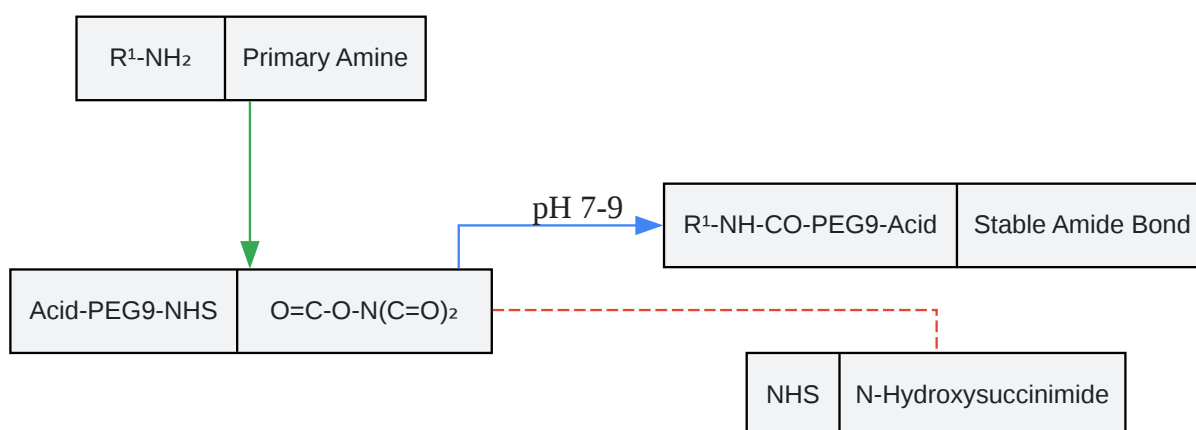 R¹-NH₂ Primary Amine
pH 7-9
R¹-NH-CO-PEG9-Acid Stable Amide Bond
Acid-PEG9-NHS O=C-O-N(C=O)₂
NHS N-Hydroxysuccinimide